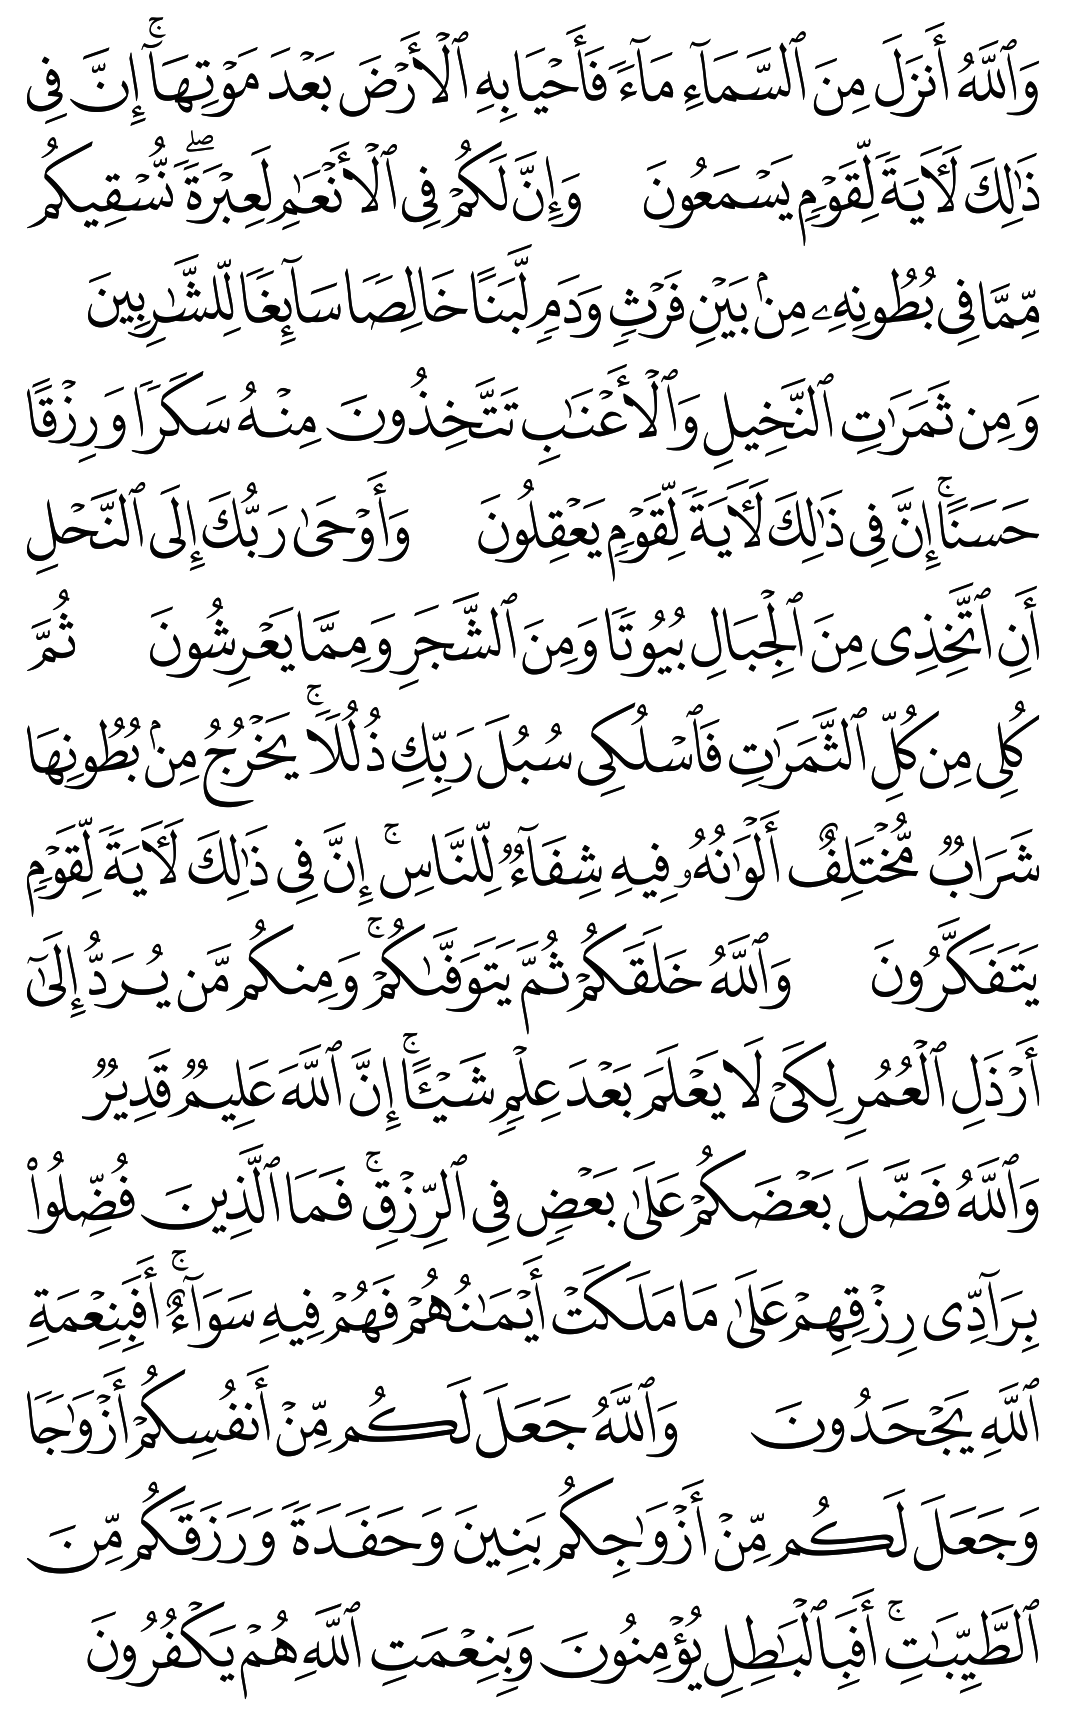 وَٱللَّهُ أَنزَلَ مِنَ ٱلسَّمَآءِ مَآءٗ فَأَحۡيَا بِهِ ٱلۡأَرۡضَ بَعۡدَ مَوۡتِهَآۚ إِنَّ فِي
ذَٰلِكَ لَأٓيَةٗ لِّقَوۡمٖ يَسۡمَعُونَ وَإِنَّ لَكُمۡ فِي ٱلۡأَنۡعَٰمِ لَعِبۡرَةٗۖ نُّسۡقِيكُم
مِّمَّا فِي بُطُونِهِۦ مِنۢ بَيۡنِ فَرۡثٖ وَدَمٖ لَّبَنًا خَالِصٗا سَآئِغٗا لِّلشَّٰرِبِينَ
وَمِن ثَمَرَٰتِ ٱلنَّخِيلِ وَٱلۡأَعۡنَٰبِ تَتَّخِذُونَ مِنۡهُ سَكَرٗا وَرِزۡقًا
حَسَنًاۚ إِنَّ فِي ذَٰلِكَ لَأٓيَةٗ لِّقَوۡمٖ يَعۡقِلُونَ وَأَوۡحَىٰ رَبُّكَ إِلَى ٱلنَّحۡلِ
أَنِ ٱتَّخِذِي مِنَ ٱلۡجِبَالِ بُيُوتٗا وَمِنَ ٱلشَّجَرِ وَمِمَّا يَعۡرِشُونَ ثُمَّ
كُلِي مِن كُلِّ ٱلثَّمَرَٰتِ فَٱسۡلُكِي سُبُلَ رَبِّكِ ذُلُلٗاۚ يَخۡرُجُ مِنۢ بُطُونِهَا
شَرَابٞ مُّخۡتَلِفٌ أَلۡوَٰنُهُۥ فِيهِ شِفَآءٞ لِّلنَّاسِۚ إِنَّ فِي ذَٰلِكَ لَأٓيَةٗ لِّقَوۡمٖ
يَتَفَكَّرُونَ وَٱللَّهُ خَلَقَكُمۡ ثُمَّ يَتَوَفَّىٰكُمۡۚ وَمِنكُم مَّن يُرَدُّ إِلَىٰٓ
أَرۡذَلِ ٱلۡعُمُرِ لِكَيۡ لَا يَعۡلَمَ بَعۡدَ عِلۡمٖ شَيۡـًٔاۚ إِنَّ ٱللَّهَ عَلِيمٞ قَدِيرٞ
وَٱللَّهُ فَضَّلَ بَعۡضَكُمۡ عَلَىٰ بَعۡضٖ فِي ٱلرِّزۡقِۚ فَمَا ٱلَّذِينَ فُضِّلُواْ
بِرَآدِّي رِزۡقِهِمۡ عَلَىٰ مَا مَلَكَتۡ أَيۡمَٰنُهُمۡ فَهُمۡ فِيهِ سَوَآءٌۚ أَفَبِنِعۡمَةِ
ٱللَّهِ يَجۡحَدُونَ وَٱللَّهُ جَعَلَ لَكُم مِّنۡ أَنفُسِكُمۡ أَزۡوَٰجٗا
وَجَعَلَ لَكُم مِّنۡ أَزۡوَٰجِكُم بَنِينَ وَحَفَدَةٗ وَرَزَقَكُم مِّنَ
ٱلطَّيِّبَٰتِۚ أَفَبِٱلۡبَٰطِلِ يُؤۡمِنُونَ وَبِنِعۡمَتِ ٱللَّهِ هُمۡ يَكۡفُرُونَ